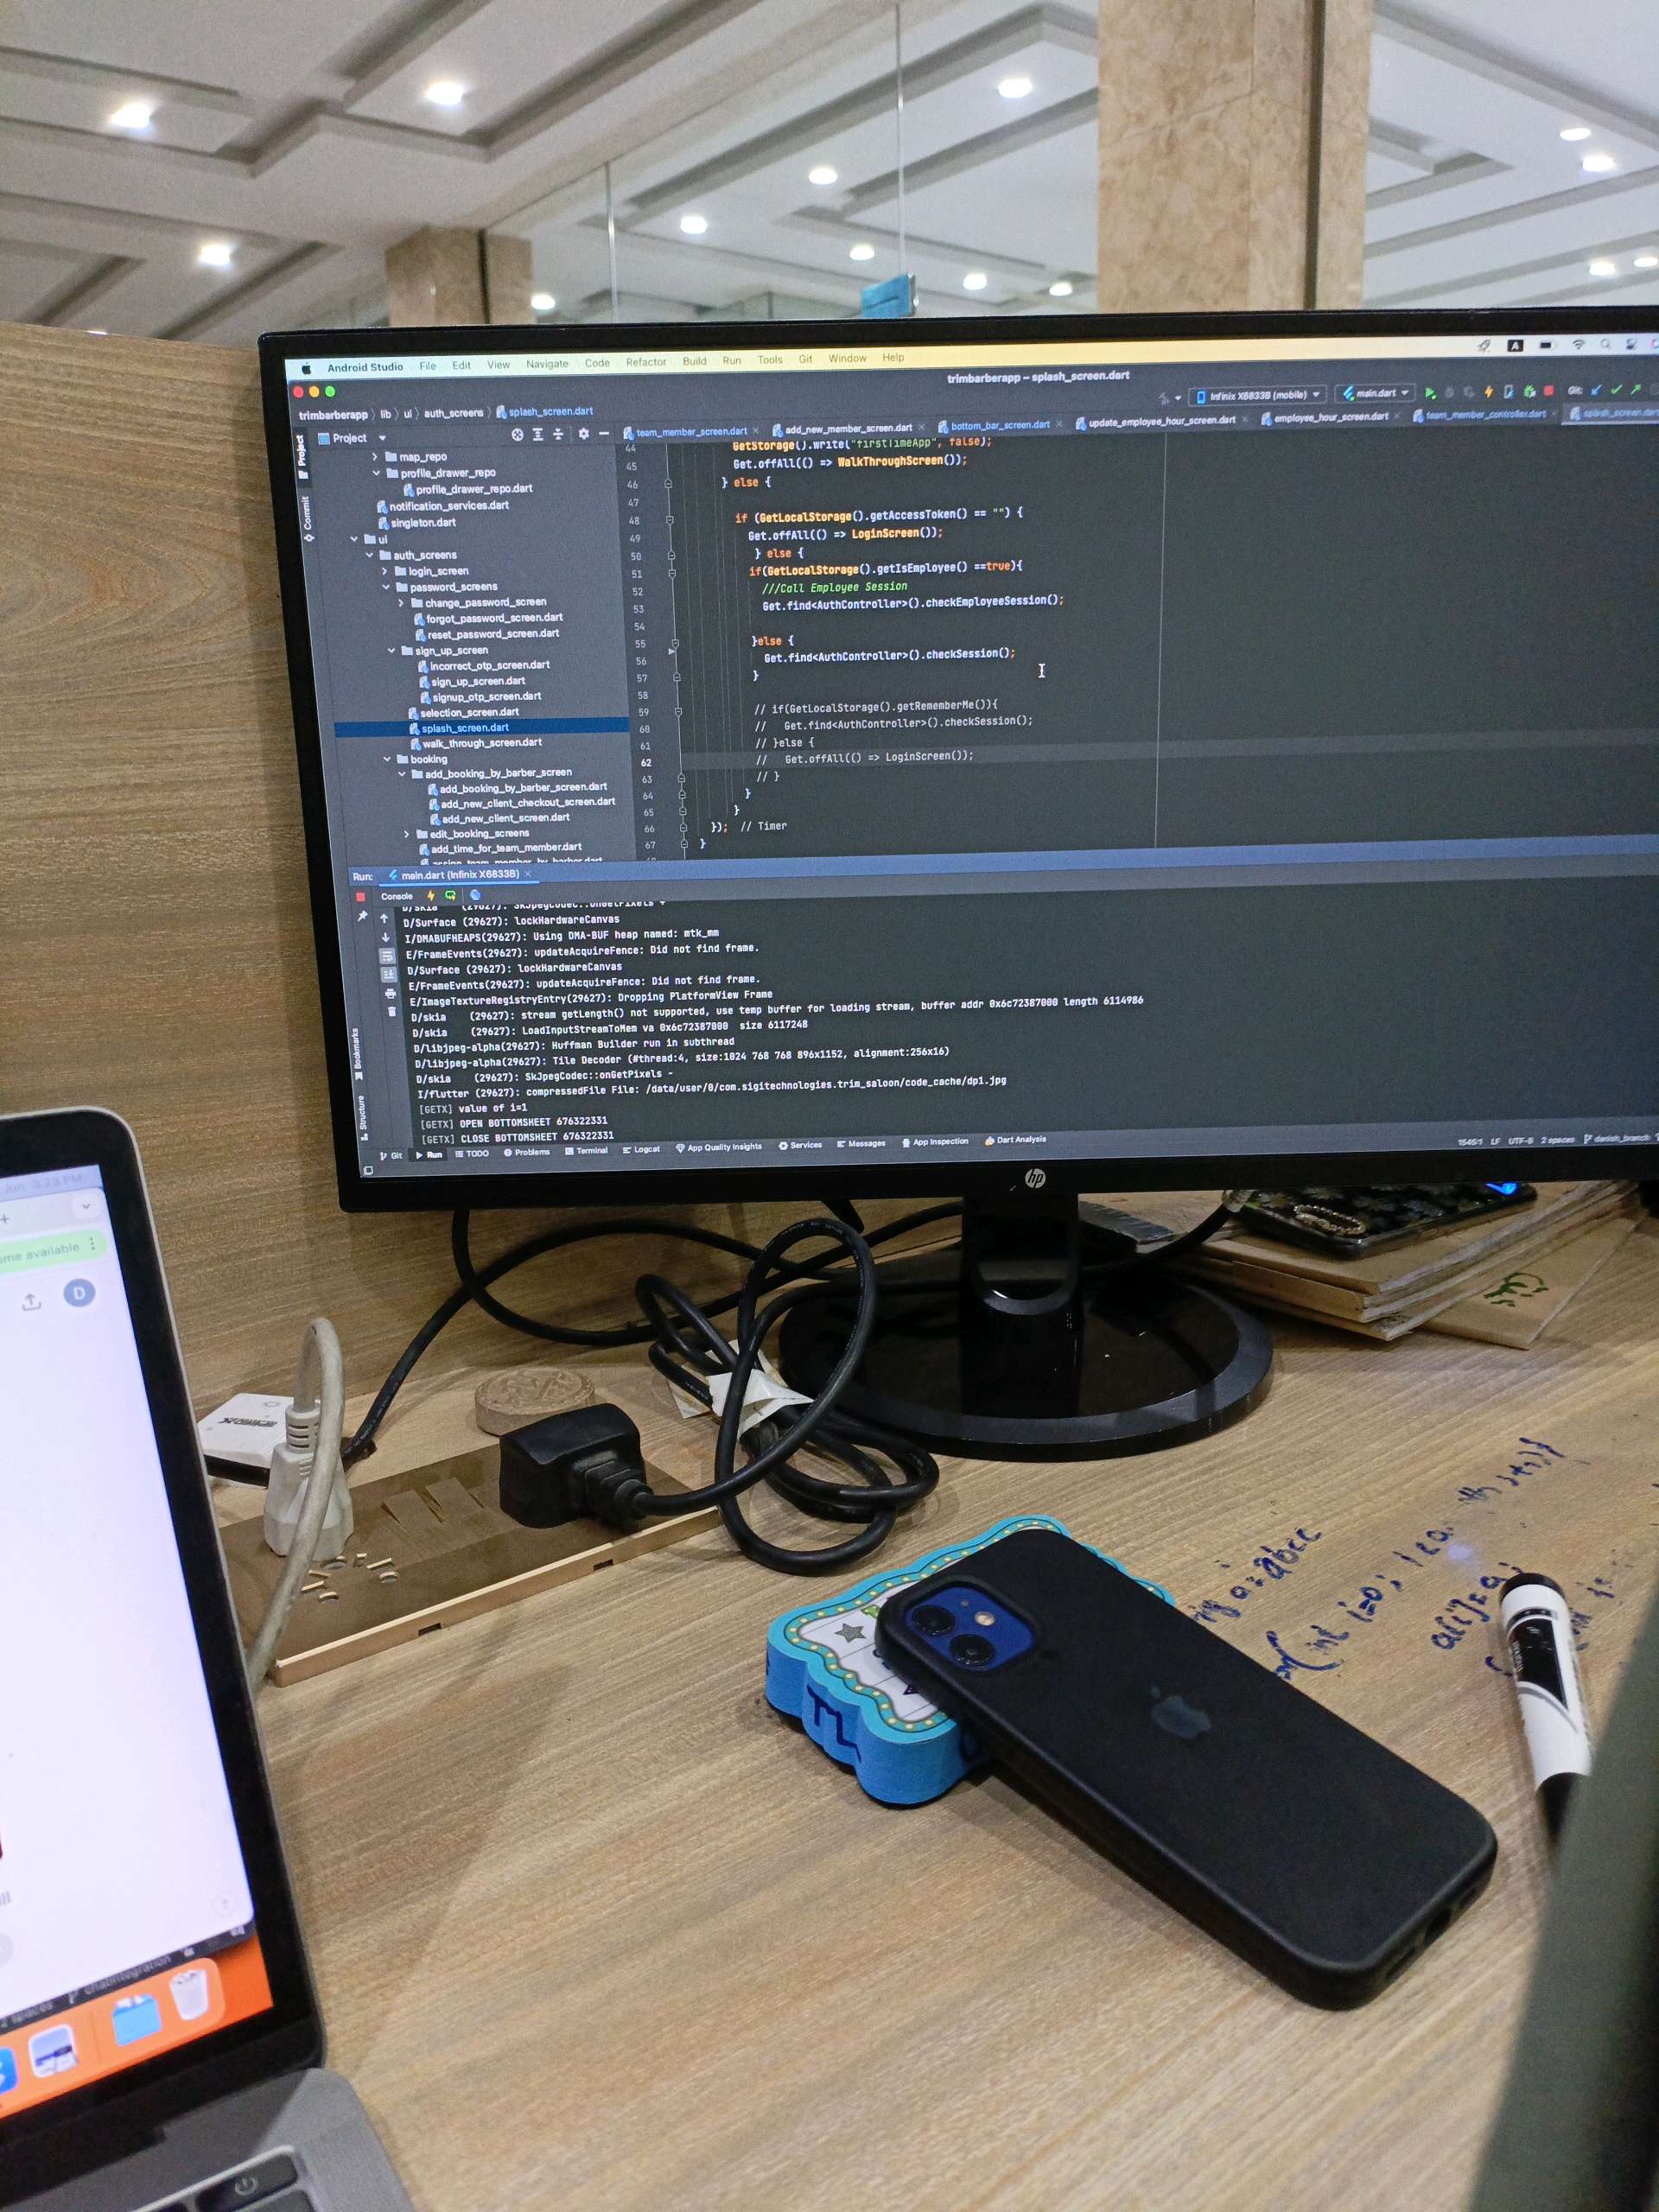 Android Studio File Edit View Navigate Code Refactor Build Run Tools Git Window Help
trimbarberapp – splash_screen.dart
trimbarberapp lib ui auth_screens splash_screen.dart
Infinix X6833B (mobile) main.dart Git:
Project
team_member_screen.dart add_new_member_screen.dart bottom_bar_screen.dart update_employee_hour_screen.dart employee_hour_screen.dart team_member_controller.dart splash_screen.dart
Project
Commit
map_repo
profile_drawer_repo
profile_drawer_repo.dart
notification_services.dart
singleton.dart
ui
auth_screens
login_screen
password_screens
change_password_screen
forgot_password_screen.dart
reset_password_screen.dart
sign_up_screen
incorrect_otp_screen.dart
sign_up_screen.dart
signup_otp_screen.dart
selection_screen.dart
splash_screen.dart
walk_through_screen.dart
booking
add_booking_by_barber_screen
add_booking_by_barber_screen.dart
add_new_client_checkout_screen.dart
add_new_client_screen.dart
edit_booking_screens
add_time_for_team_member.dart
assign_team_member_by_barber.dart
44 GetStorage().write("firstTimeApp", false);
45 Get.offAll(() => WalkThroughScreen());
46 } else {
47
48 if (GetLocalStorage().getAccessToken() == "") {
49 Get.offAll(() => LoginScreen());
50 } else {
51 if(GetLocalStorage().getIsEmployee() ==true){
52 ///Call Employee Session
53 Get.find<AuthController>().checkEmployeeSession();
54
55 }else {
56 Get.find<AuthController>().checkSession();
57 }
58
59 // if(GetLocalStorage().getRememberMe()){
60 // Get.find<AuthController>().checkSession();
61 // }else {
62 // Get.offAll(() => LoginScreen());
63 // }
64 }
65 }
66 }); // Timer
67 }
Run: main.dart (Infinix X6833B)
Console
D/skia (29627): SkJpegCodec::onGetPixels +
D/Surface (29627): lockHardwareCanvas
I/DMABUFHEAPS(29627): Using DMA-BUF heap named: mtk_mm
E/FrameEvents(29627): updateAcquireFence: Did not find frame.
D/Surface (29627): lockHardwareCanvas
E/FrameEvents(29627): updateAcquireFence: Did not find frame.
E/ImageTextureRegistryEntry(29627): Dropping PlatformView Frame
D/skia (29627): stream getLength() not supported, use temp buffer for loading stream, buffer addr 0x6c72387000 length 6114986
D/skia (29627): LoadInputStreamToMem va 0x6c72387000 size 6117248
D/libjpeg-alpha(29627): Huffman Builder run in subthread
D/libjpeg-alpha(29627): Tile Decoder (#thread:4, size:1024 768 768 896x1152, alignment:256x16)
D/skia (29627): SkJpegCodec::onGetPixels -
I/flutter (29627): compressedFile File: /data/user/0/com.sigitechnologies.trim_saloon/code_cache/dp1.jpg
[GETX] value of i=1
[GETX] OPEN BOTTOMSHEET 676322331
[GETX] CLOSE BOTTOMSHEET 676322331
Bookmarks
Structure
Git Run TODO Problems Terminal Logcat App Quality Insights Services Messages App Inspection Dart Analysis
1545:1 LF UTF-8 2 spaces danish_branch
hp
Jun 3:23 PM
ome available
D
2 spaces chatintegration
a=abcc
(int i=0;
a[i]=a;